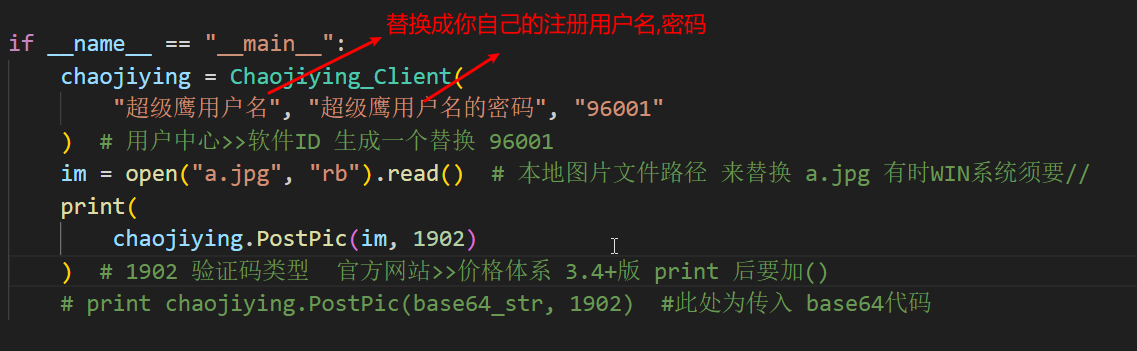 替换成你自己的注册用户名,密码
if __name__ == "__main__":
chaojiying = Chaojiying_Client(
"超级鹰用户名", "超级鹰用户名的密码", "96001"
)  # 用户中心>>软件ID 生成一个替换 96001
im = open("a.jpg", "rb").read()  # 本地图片文件路径 来替换 a.jpg 有时WIN系统须要//
print(
chaojiying.PostPic(im, 1902)
)  # 1902 验证码类型  官方网站>>价格体系 3.4+版 print 后要加()
# print chaojiying.PostPic(base64_str, 1902)  #此处为传入 base64代码